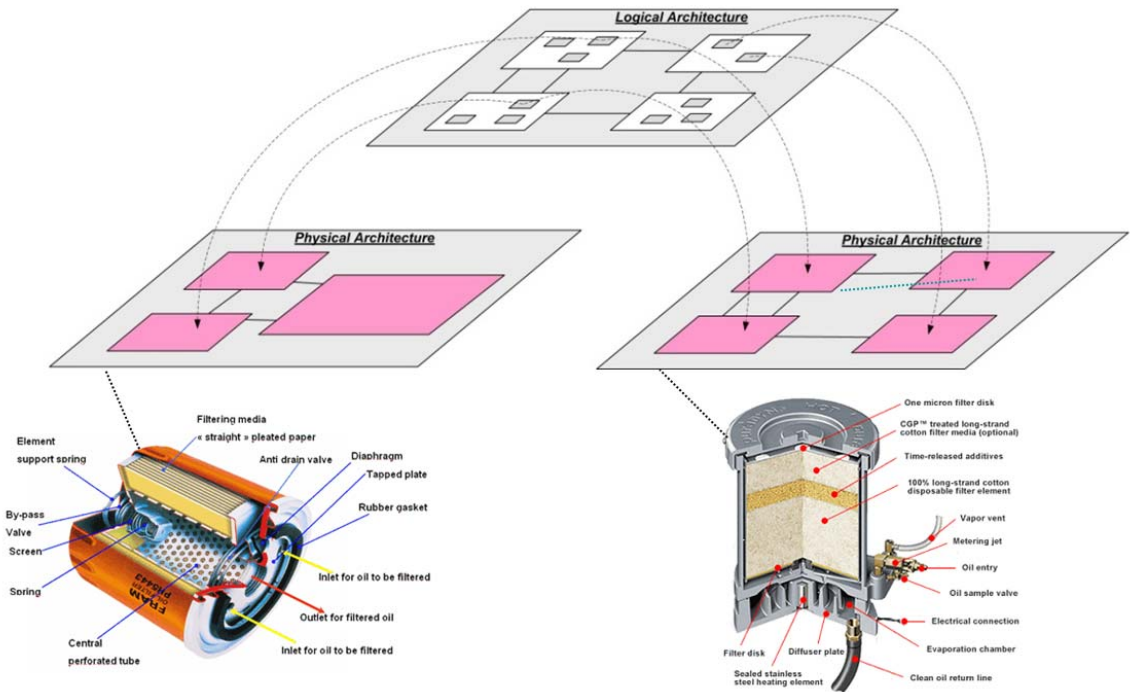 Logical Architecture
Physical Architecture
Physical Architecture
Filtering media
« straight » pleated paper
Element
support spring
Anti drain valve
Diaphragm
Tapped plate
Rubber gasket
By-pass
Valve
Screen
Spring
Inlet for oil to be filtered
Outlet for filtered oil
Inlet for oil to be filtered
Central
perforated tube
FRAM
OIL FILTER
One micron filter disk
CGP™ treated long-strand
cotton filter media (optional)
Time-released additives
100% long-strand cotton
disposable filter element
Vapor vent
Metering jet
Oil entry
Oil sample valve
Electrical connection
Evaporation chamber
Clean oil return line
Filter disk
Diffuser plate
Sealed stainless
steel heating element